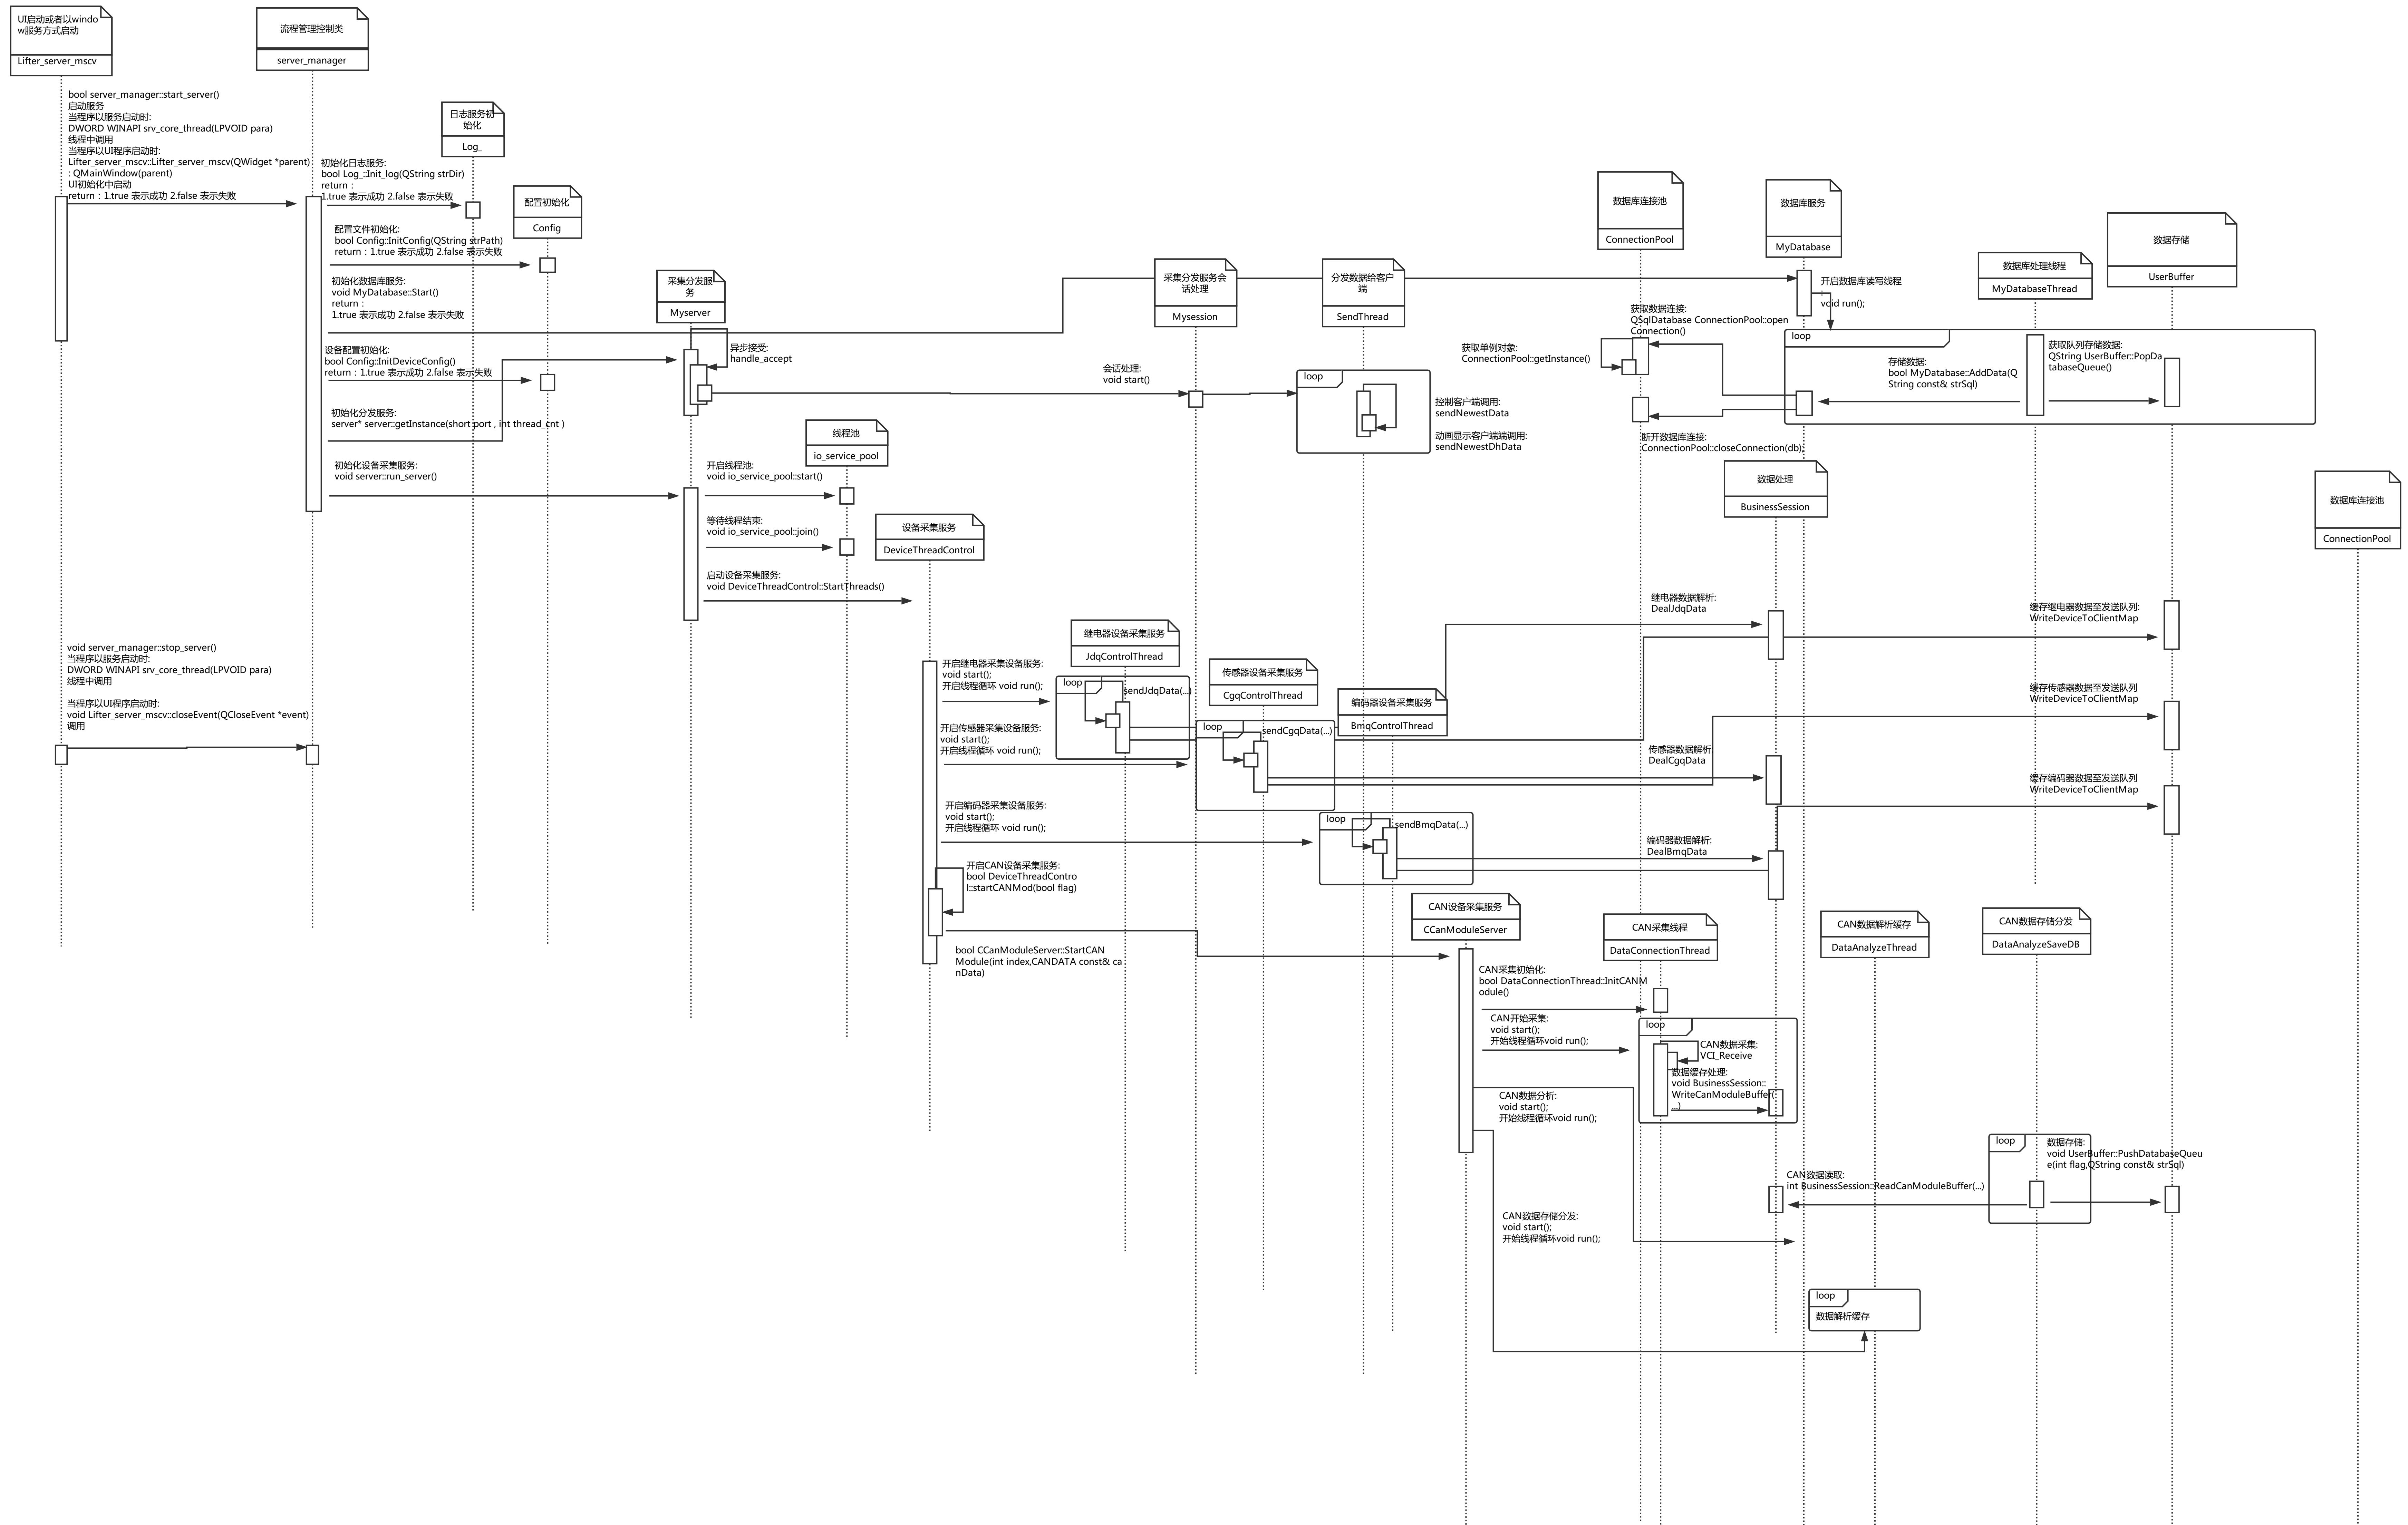 UI启动或者以windo
w服务方式启动
Lifter_server_mscv
流程管理控制类
server_manager
bool server_manager::start_server()
启动服务
当程序以服务启动时:
DWORD WINAPI srv_core_thread(LPVOID para)
线程中调用
当程序以UI程序启动时:
Lifter_server_mscv::Lifter_server_mscv(QWidget *parent)
: QMainWindow(parent)
UI初始化中启动
return：1.true 表示成功 2.false 表示失败
日志服务初
始化
Log_
初始化日志服务:
bool Log_::Init_log(QString strDir)
return：
1.true 表示成功 2.false 表示失败
配置初始化
Config
配置文件初始化:
bool Config::InitConfig(QString strPath)
return：1.true 表示成功 2.false 表示失败
初始化数据库服务:
void MyDatabase::Start()
return：
1.true 表示成功 2.false 表示失败
设备配置初始化:
bool Config::InitDeviceConfig()
return：1.true 表示成功 2.false 表示失败
初始化分发服务:
server* server::getInstance(short port , int thread_cnt )
初始化设备采集服务:
void server::run_server()
采集分发服
务
Myserver
异步接受:
handle_accept
会话处理:
void start()
采集分发服务会
话处理
Mysession
分发数据给客户
端
SendThread
loop
控制客户端调用:
sendNewestData
动画显示客户端端调用:
sendNewestDhData
数据库连接池
ConnectionPool
获取数据连接:
QSqlDatabase ConnectionPool::open
Connection()
获取单例对象:
ConnectionPool::getInstance()
断开数据库连接:
ConnectionPool::closeConnection(db);
数据库服务
MyDatabase
开启数据库读写线程
:
void run();
数据库处理线程
MyDatabaseThread
数据存储
UserBuffer
loop
存储数据:
bool MyDatabase::AddData(Q
String const& strSql)
获取队列存储数据:
QString UserBuffer::PopDa
tabaseQueue()
线程池
io_service_pool
开启线程池:
void io_service_pool::start()
等待线程结束:
void io_service_pool::join()
启动设备采集服务:
void DeviceThreadControl::StartThreads()
设备采集服务
DeviceThreadControl
数据处理
BusinessSession
数据库连接池
ConnectionPool
继电器数据解析:
DealJdqData
缓存继电器数据至发送队列:
WriteDeviceToClientMap
void server_manager::stop_server()
当程序以服务启动时:
DWORD WINAPI srv_core_thread(LPVOID para)
线程中调用
当程序以UI程序启动时:
void Lifter_server_mscv::closeEvent(QCloseEvent *event)
调用
继电器设备采集服务
JdqControlThread
开启继电器采集设备服务:
void start();
开启线程循环 void run();
loop
sendJdqData(...)
传感器设备采集服务
CgqControlThread
开启传感器采集设备服务:
void start();
开启线程循环 void run();
loop
sendCgqData(...)
编码器设备采集服务
BmqControlThread
传感器数据解析:
DealCgqData
缓存传感器数据至发送队列
WriteDeviceToClientMap
开启编码器采集设备服务:
void start();
开启线程循环 void run();
loop
sendBmqData(...)
编码器数据解析:
DealBmqData
缓存编码器数据至发送队列
WriteDeviceToClientMap
开启CAN设备采集服务:
bool DeviceThreadContro
l::startCANMod(bool flag)
bool CCanModuleServer::StartCAN
Module(int index,CANDATA const& ca
nData)
CAN设备采集服务
CCanModuleServer
CAN采集线程
DataConnectionThread
CAN数据解析缓存
DataAnalyzeThread
CAN数据存储分发
DataAnalyzeSaveDB
CAN采集初始化:
bool DataConnectionThread::InitCANM
odule()
CAN开始采集:
void start();
开始线程循环void run();
loop
CAN数据采集:
VCI_Receive
数据缓存处理:
void BusinessSession::
WriteCanModuleBuffer(
...)
CAN数据分析:
void start();
开始线程循环void run();
loop
数据存储:
void UserBuffer::PushDatabaseQueu
e(int flag,QString const& strSql)
CAN数据读取:
int BusinessSession::ReadCanModuleBuffer(...)
CAN数据存储分发:
void start();
开始线程循环void run();
loop
数据解析缓存